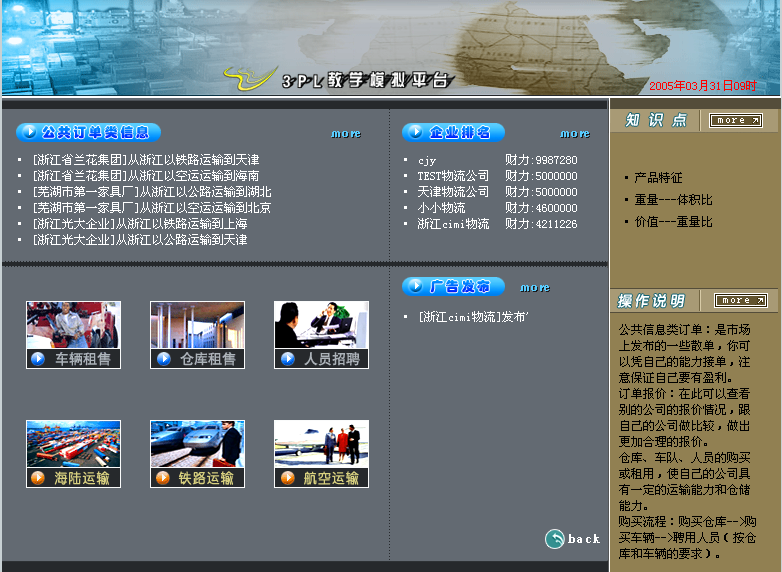 3PL教学模拟平台
2005年03月31日09时
公共订单类信息
more
[浙江省兰花集团]从浙江以铁路运输到天津
[浙江省兰花集团]从浙江以空运运输到海南
[芜湖市第一家具厂]从浙江以公路运输到湖北
[芜湖市第一家具厂]从浙江以空运运输到北京
[浙江光大企业]从浙江以铁路运输到上海
[浙江光大企业]从浙江以公路运输到天津
企业排名
more
cjy 财力:9987280
TEST物流公司 财力:5000000
天津物流公司 财力:5000000
小小物流 财力:4600000
浙江cimi物流 财力:4211226
广告发布
more
[浙江cimi物流]发布'
车辆租售
仓库租售
人员招聘
海陆运输
铁路运输
航空运输
back
知识点
more
产品特征
重量---体积比
价值---重量比
操作说明
more
公共信息类订单：是市场
上发布的一些散单，你可
以凭自己的能力接单，注
意保证自己要有盈利。
订单报价：在此可以查看
别的公司的报价情况，跟
自己的公司做比较，做出
更加合理的报价。
仓库、车队、人员的购买
或租用，使自己的公司具
有一定的运输能力和仓储
能力。
购买流程：购买仓库-->购
买车辆-->聘用人员（按仓
库和车辆的要求）。